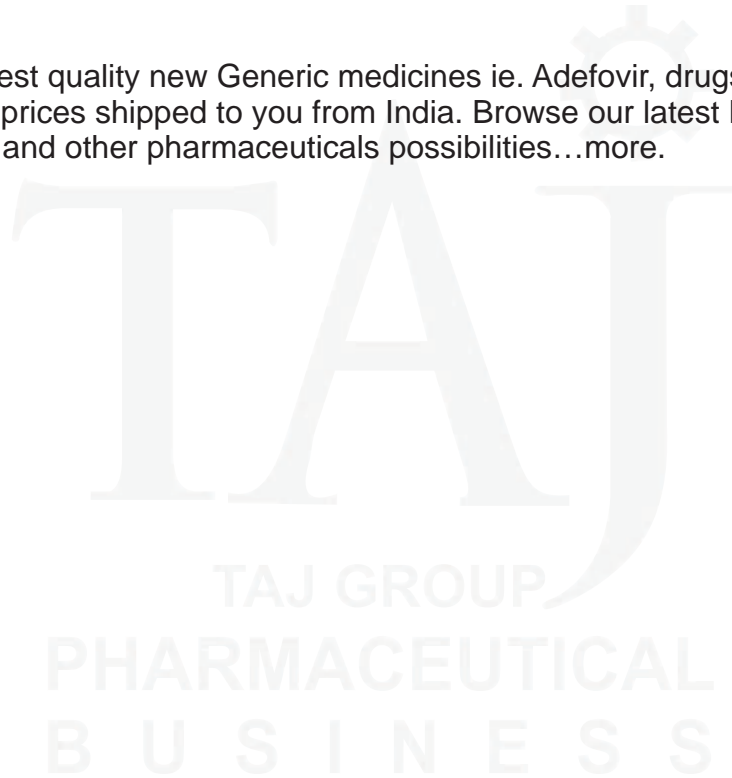 est quality new Generic medicines ie. Adefovir, drugs
prices shipped to you from India. Browse our latest
and other pharmaceuticals possibilities…more.
TAJ
TAJ GROUP
PHARMACEUTICAL
BUSINESS